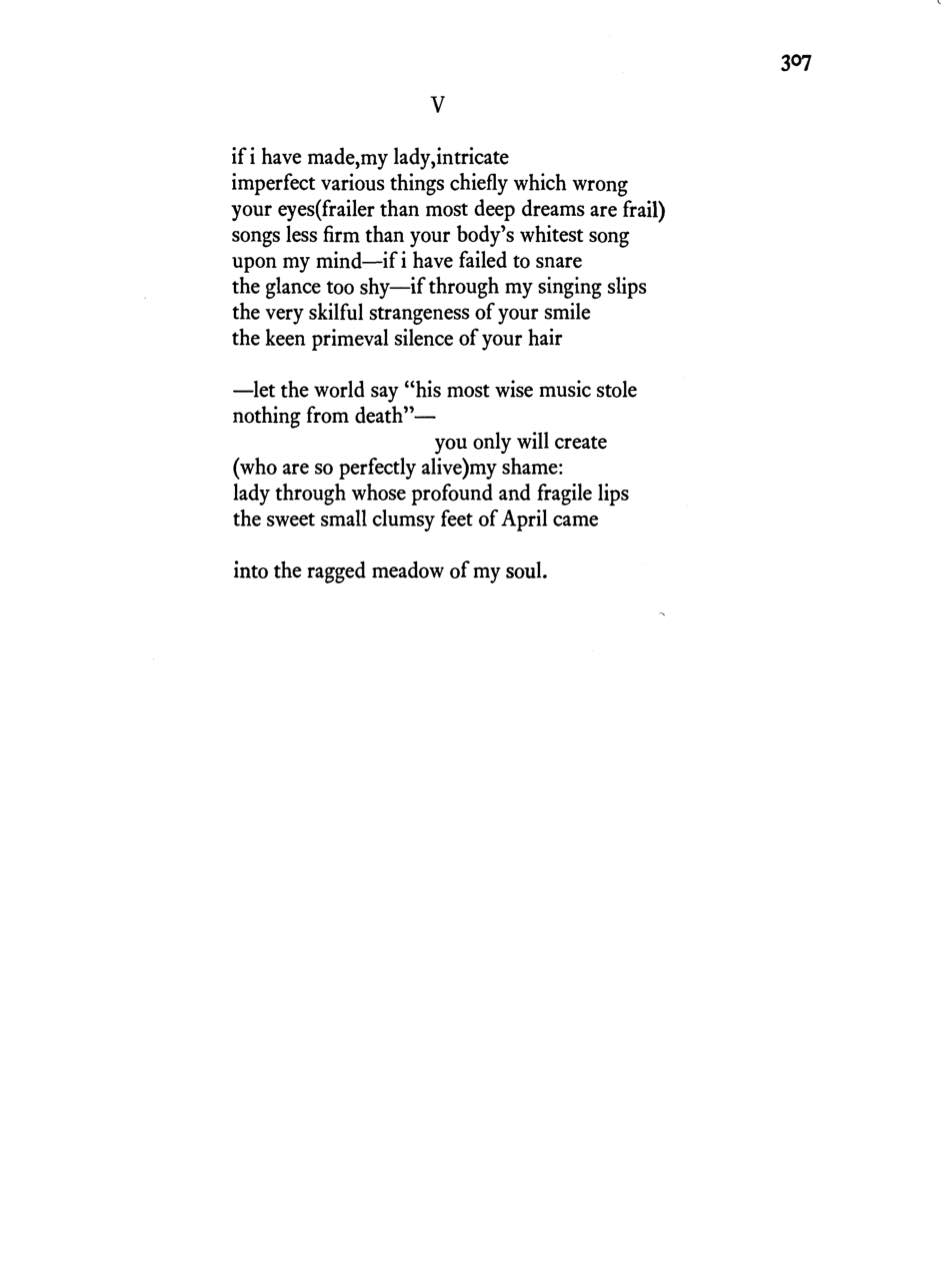 307
V
if i have made,my lady,intricate
imperfect various things chiefly which wrong
your eyes(frailer than most deep dreams are frail)
songs less firm than your body's whitest song
upon my mind—if i have failed to snare
the glance too shy—if through my singing slips
the very skilful strangeness of your smile
the keen primeval silence of your hair
—let the world say “his most wise music stole
nothing from death”—
you only will create
(who are so perfectly alive)my shame:
lady through whose profound and fragile lips
the sweet small clumsy feet of April came
into the ragged meadow of my soul.